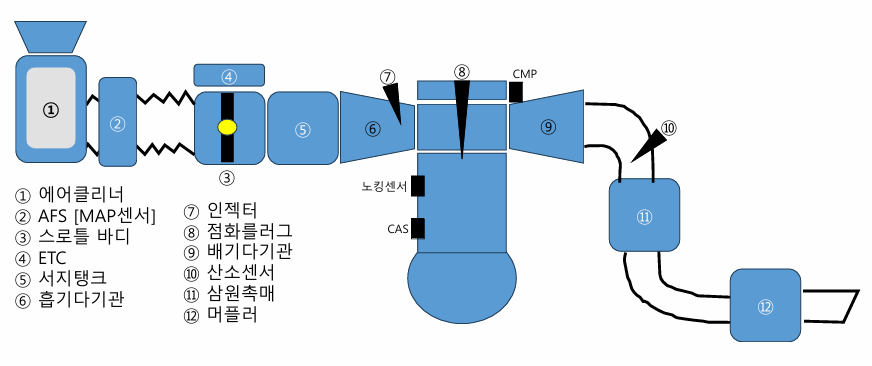 ①
②
④
③
⑤
⑥
⑦
⑧
CMP
⑨
⑩
노킹센서
CAS
⑪
⑫
① 에어클리너
② AFS [MAP센서]
③ 스로틀 바디
④ ETC
⑤ 서지탱크
⑥ 흡기다기관
⑦ 인젝터
⑧ 점화플러그
⑨ 배기다기관
⑩ 산소센서
⑪ 삼원촉매
⑫ 머플러